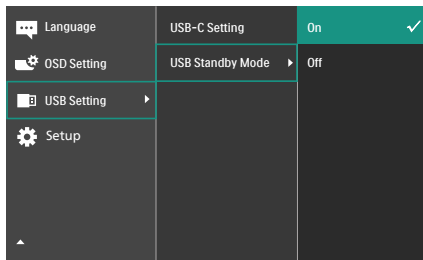 Language
OSD Setting
USB Setting
Setup
USB-C Setting
USB Standby Mode
On
Off